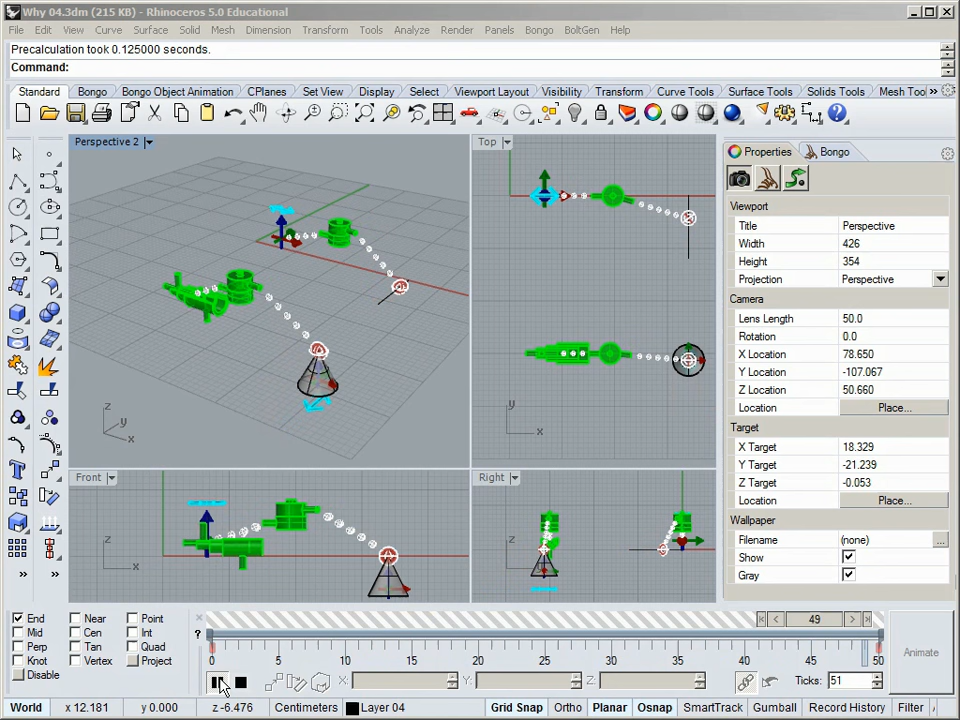 Why 04.3dm (215 KB) - Rhinoceros 5.0 Educational
File Edit View Curve Surface Solid Mesh Dimension Transform Tools Analyze Render Panels Bongo BoltGen Help
Precalculation took 0.125000 seconds.
Command:
Standard Bongo Bongo Object Animation CPlanes Set View Display Select Viewport Layout Visibility Transform Curve Tools Surface Tools Solids Tools Mesh Too »
Perspective 2
Top
Properties Bongo
Viewport
Title Perspective
Width 426
Height 354
Projection Perspective
Camera
Lens Length 50.0
Rotation 0.0
X Location 78.650
Y Location -107.067
Z Location 50.660
Location Place...
Target
X Target 18.329
Y Target -21.239
Z Target -0.053
Location Place...
Wallpaper
Filename (none) ...
Show
Gray
z y x
y x
Front
Right
z x
z y
» »
End Near Point
Mid Cen Int
Perp Tan Quad
Knot Vertex Project
Disable
?
49
0 5 10 15 20 25 30 35 40 45 50
X: Y: Z: Ticks: 51
Animate
World x 12.181 y 0.000 z -6.476 Centimeters Layer 04 Grid Snap Ortho Planar Osnap SmartTrack Gumball Record History Filter